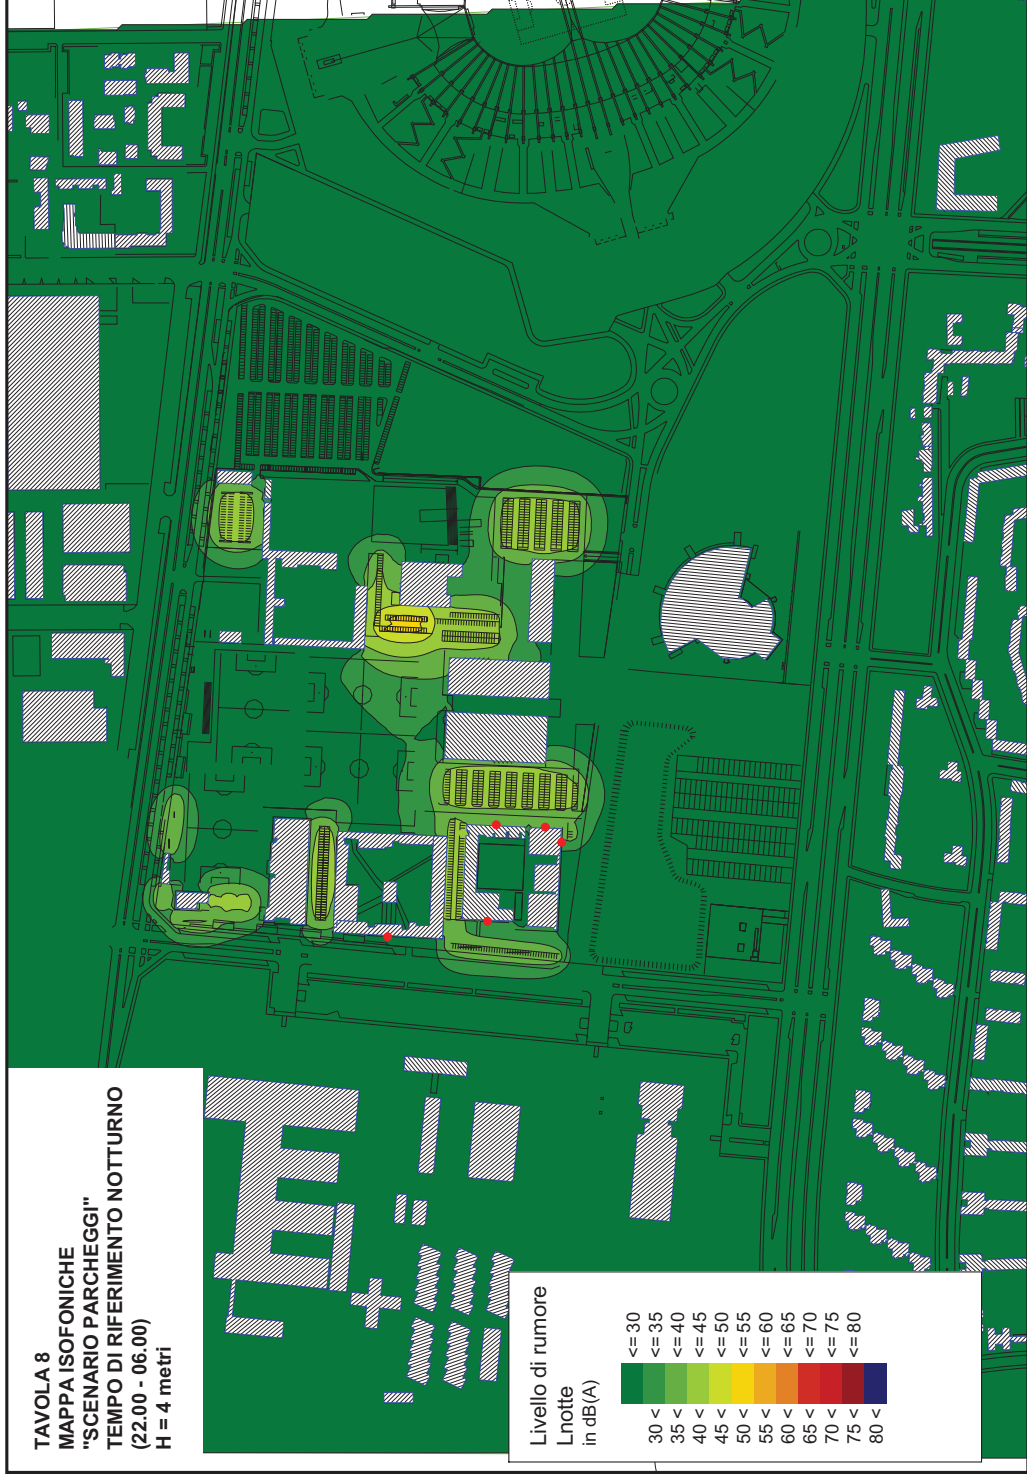 TAVOLA 8
MAPPA ISOFONICHE
"SCENARIO PARCHEGGI"
TEMPO DI RIFERIMENTO NOTTURNO
(22.00 - 06.00)
H = 4 metri
Livello di rumore
Lnotte
in dB(A)
<= 30
30 < <= 35
35 < <= 40
40 < <= 45
45 < <= 50
50 < <= 55
55 < <= 60
60 < <= 65
65 < <= 70
70 < <= 75
75 < <= 80
80 <